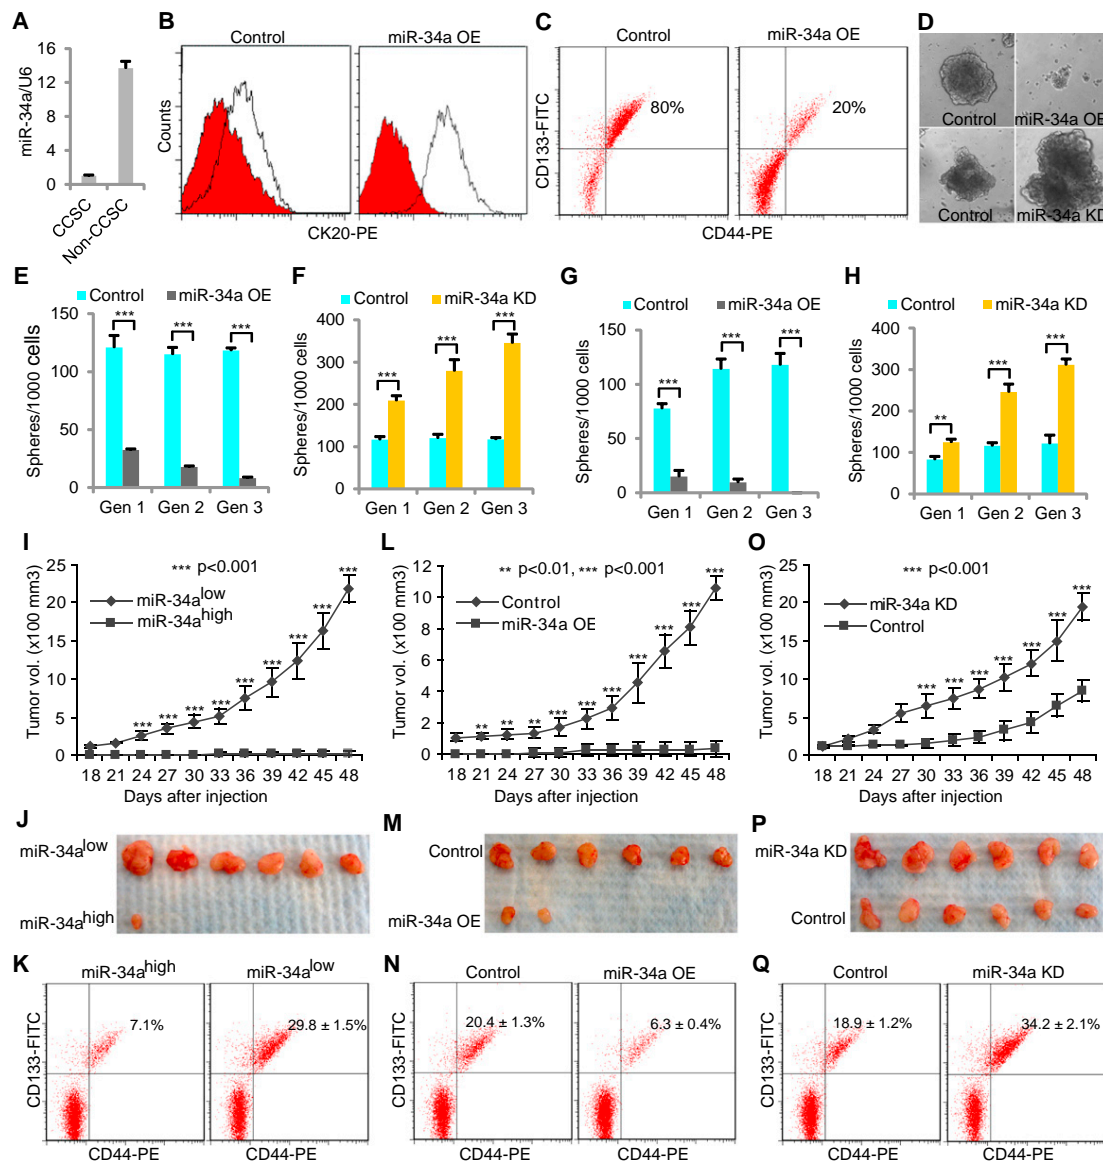 A
miR-34a/U6
16
12
8
4
0
CCSC
Non-CCSC
B
Control
miR-34a OE
Counts
CK20-PE
C
Control
miR-34a OE
CD133-FITC
80%
20%
CD44-PE
D
Control
miR-34a OE
Control
miR-34a KD
E
Control
miR-34a OE
Spheres/1000 cells
150
100
50
0
***
***
***
Gen 1
Gen 2
Gen 3
F
Control
miR-34a KD
Spheres/1000 cells
400
300
200
100
0
***
***
***
Gen 1
Gen 2
Gen 3
G
Control
miR-34a OE
Spheres/1000 cells
150
100
50
0
***
***
***
Gen 1
Gen 2
Gen 3
H
Control
miR-34a KD
Spheres/1000 cells
400
300
200
100
0
**
***
***
Gen 1
Gen 2
Gen 3
I
Tumor vol. (x100 mm3)
25
20
15
10
5
0
*** p<0.001
miR-34a low
miR-34a high
*** *** *** *** *** *** *** *** ***
18 21 24 27 30 33 36 39 42 45 48
Days after injection
L
Tumor vol. (x100 mm3)
12
10
8
6
4
2
0
** p<0.01, *** p<0.001
Control
miR-34a OE
** ** ** *** *** *** *** *** *** ***
18 21 24 27 30 33 36 39 42 45 48
Days after injection
O
Tumor vol. (x100 mm3)
25
20
15
10
5
0
*** p<0.001
miR-34a KD
Control
*** *** *** *** *** *** ***
18 21 24 27 30 33 36 39 42 45 48
Days after injection
J
miR-34a low
miR-34a high
M
Control
miR-34a OE
P
miR-34a KD
Control
K
miR-34a high
miR-34a low
CD133-FITC
7.1%
29.8 ± 1.5%
CD44-PE
CD44-PE
N
Control
miR-34a OE
CD133-FITC
20.4 ± 1.3%
6.3 ± 0.4%
CD44-PE
CD44-PE
Q
Control
miR-34a KD
CD133-FITC
18.9 ± 1.2%
34.2 ± 2.1%
CD44-PE
CD44-PE